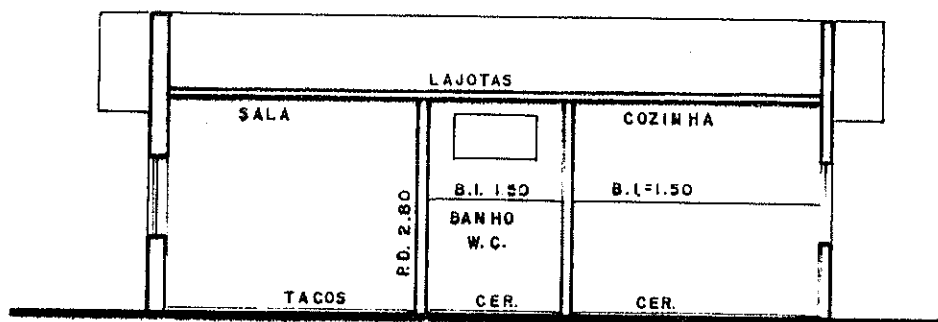 LAJOTAS
SALA
COZINHA
B.I. 1.50
B.I.=1.50
P.D. 2.80
BANHO
W.C.
TACOS
CER.
CER.